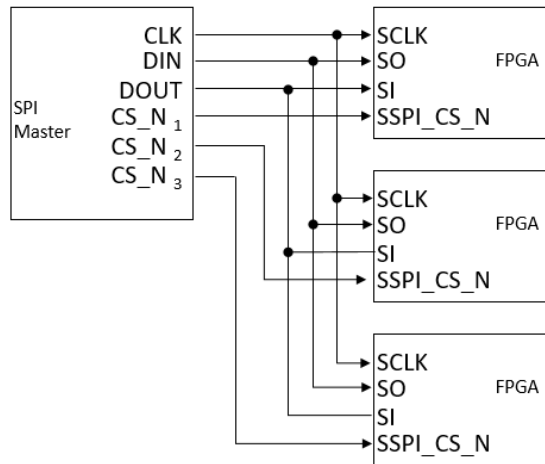 SPI
Master
CLK
DIN
DOUT
CS_N 1
CS_N 2
CS_N 3
SCLK
SO
SI
SSPI_CS_N
FPGA
SCLK
SO
SI
SSPI_CS_N
FPGA
SCLK
SO
SI
SSPI_CS_N
FPGA